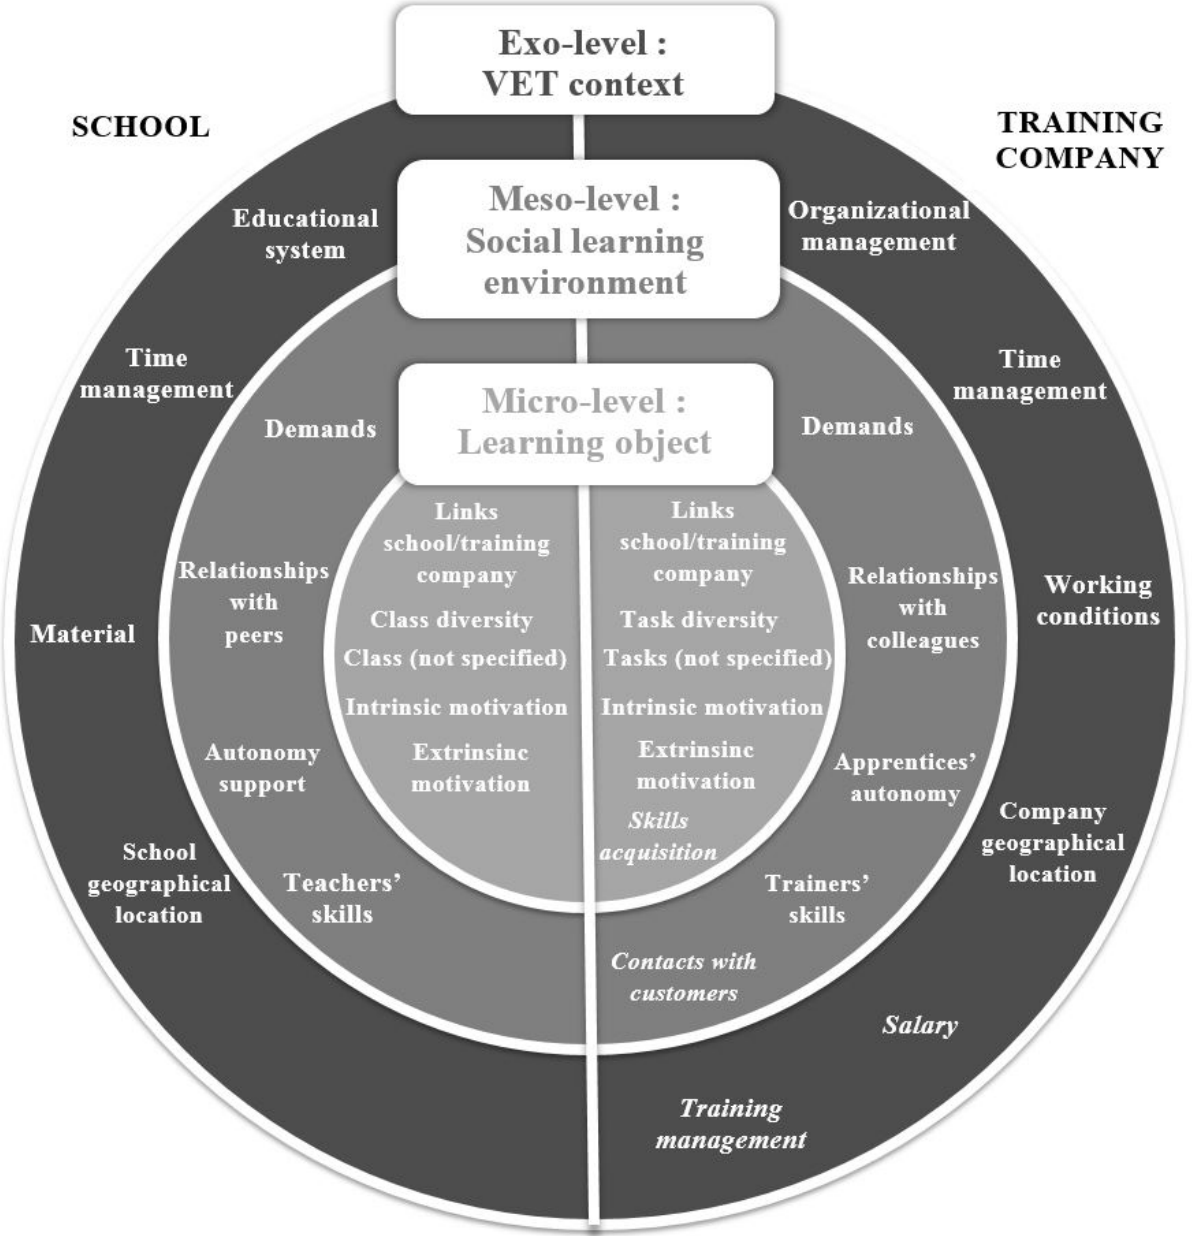 Exo-level :
VET context
SCHOOL
TRAINING
COMPANY
Meso-level :
Social learning
environment
Educational
system
Organizational
management
Time
management
Time
management
Micro-level :
Learning object
Demands
Demands
Links
school/training
company
Links
school/training
company
Relationships
with
peers
Relationships
with
colleagues
Working
conditions
Material
Class diversity
Task diversity
Class (not specified)
Tasks (not specified)
Intrinsic motivation
Intrinsic motivation
Extrinsinc
motivation
Extrinsinc
motivation
Autonomy
support
Apprentices’
autonomy
Skills
acquisition
School
geographical
location
Company
geographical
location
Teachers’
skills
Trainers’
skills
Contacts with
customers
Salary
Training
management